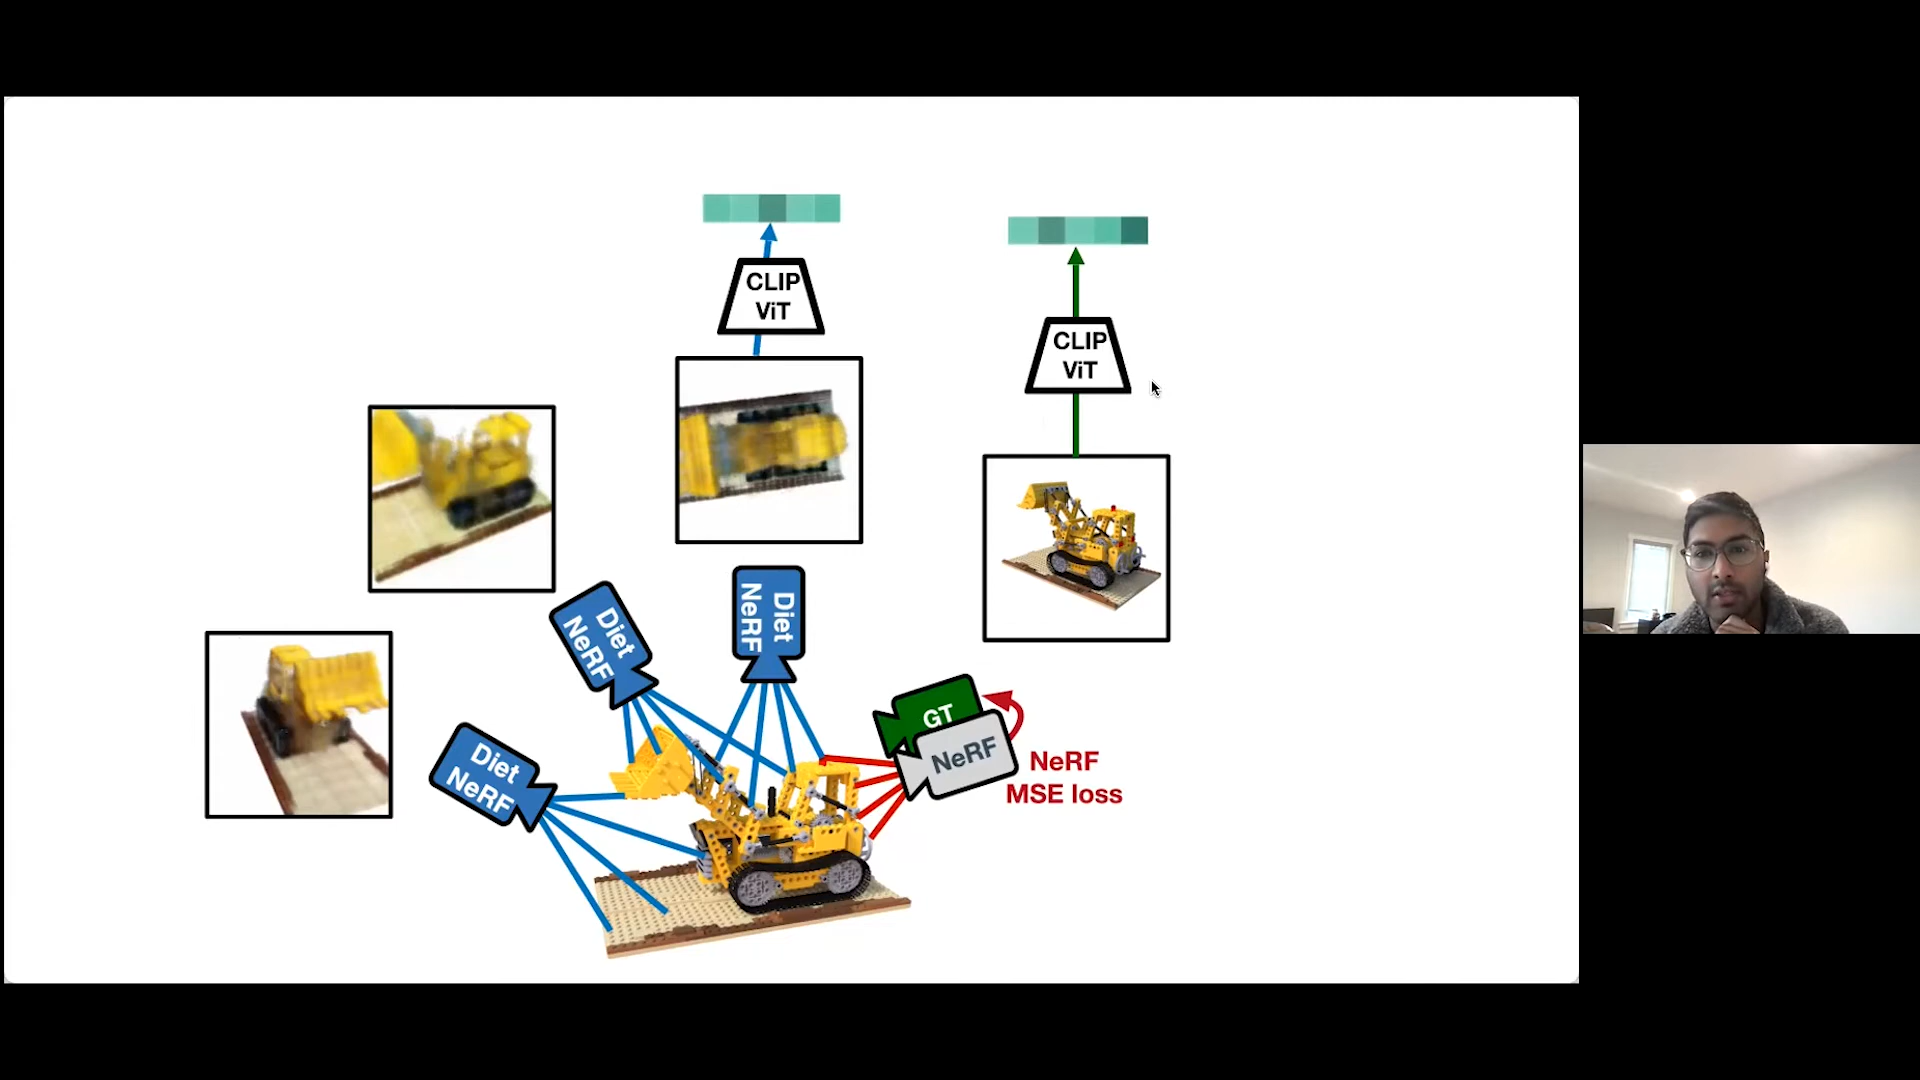 CLIP
ViT
CLIP
ViT
Diet
NeRF
Diet
NeRF
Diet
NeRF
GT
NeRF
NeRF
MSE loss